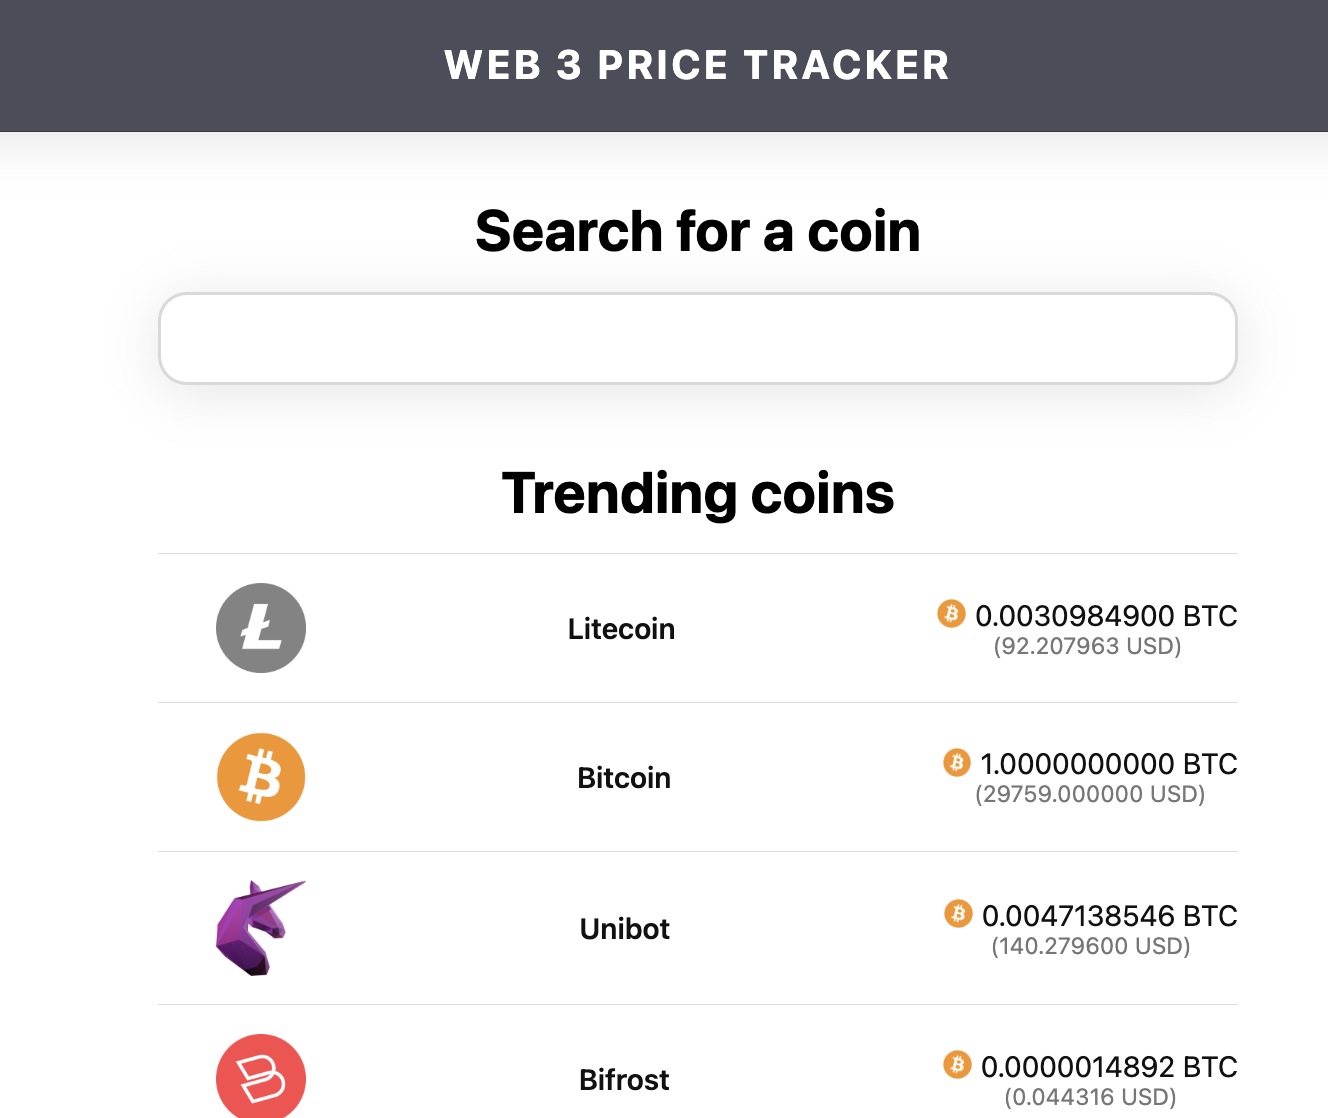 WEB 3 PRICE TRACKER
Search for a coin
Trending coins
Litecoin
0.0030984900 BTC
(92.207963 USD)
Bitcoin
1.0000000000 BTC
(29759.000000 USD)
Unibot
0.0047138546 BTC
(140.279600 USD)
Bifrost
0.0000014892 BTC
(0.044316 USD)